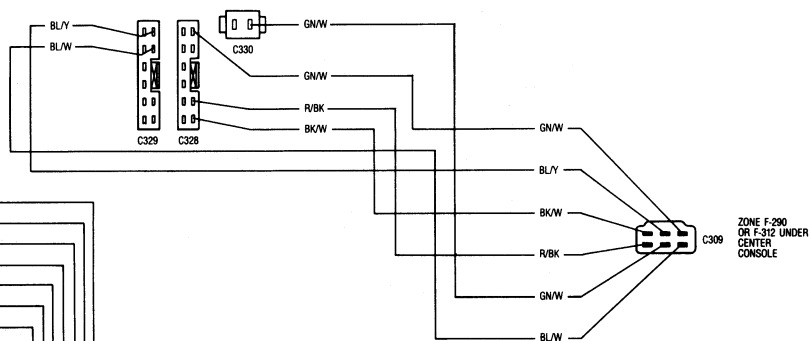 BL/Y
GN/W
BL/W
C330
GN/W
R/BK
BK/W
C329
C328
GN/W
BL/Y
BK/W
R/BK
GN/W
BL/W
C309
ZONE F-290
OR F-312 UNDER
CENTER
CONSOLE